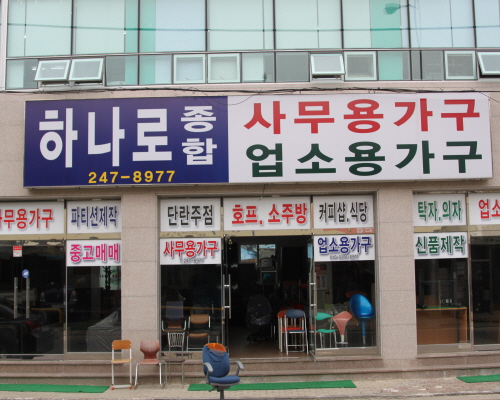 하나로 종합
247-8977
사무용가구
업소용가구
사무용가구
파티션제작
중고매매
단란주점
사무용가구
호프, 소주방
커피샵, 식당
업소용가구
탁자, 의자
신품제작
업소